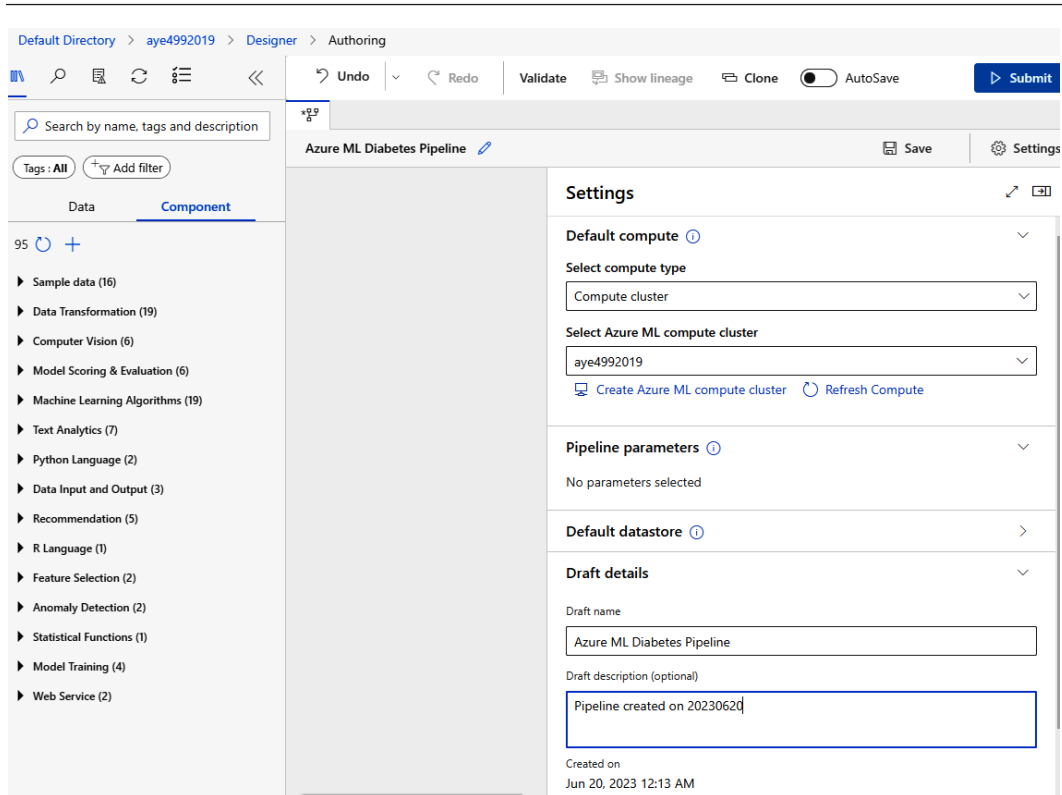 Default Directory > aye4992019 > Designer > Authoring
Undo Redo Validate Show lineage Clone AutoSave Submit
Search by name, tags and description
Tags : All Add filter
Azure ML Diabetes Pipeline Save Settings
Data Component
95
Sample data (16)
Data Transformation (19)
Computer Vision (6)
Model Scoring & Evaluation (6)
Machine Learning Algorithms (19)
Text Analytics (7)
Python Language (2)
Data Input and Output (3)
Recommendation (5)
R Language (1)
Feature Selection (2)
Anomaly Detection (2)
Statistical Functions (1)
Model Training (4)
Web Service (2)
Settings
Default compute
Select compute type
Compute cluster
Select Azure ML compute cluster
aye4992019
Create Azure ML compute cluster Refresh Compute
Pipeline parameters
No parameters selected
Default datastore
Draft details
Draft name
Azure ML Diabetes Pipeline
Draft description (optional)
Pipeline created on 20230620
Created on
Jun 20, 2023 12:13 AM